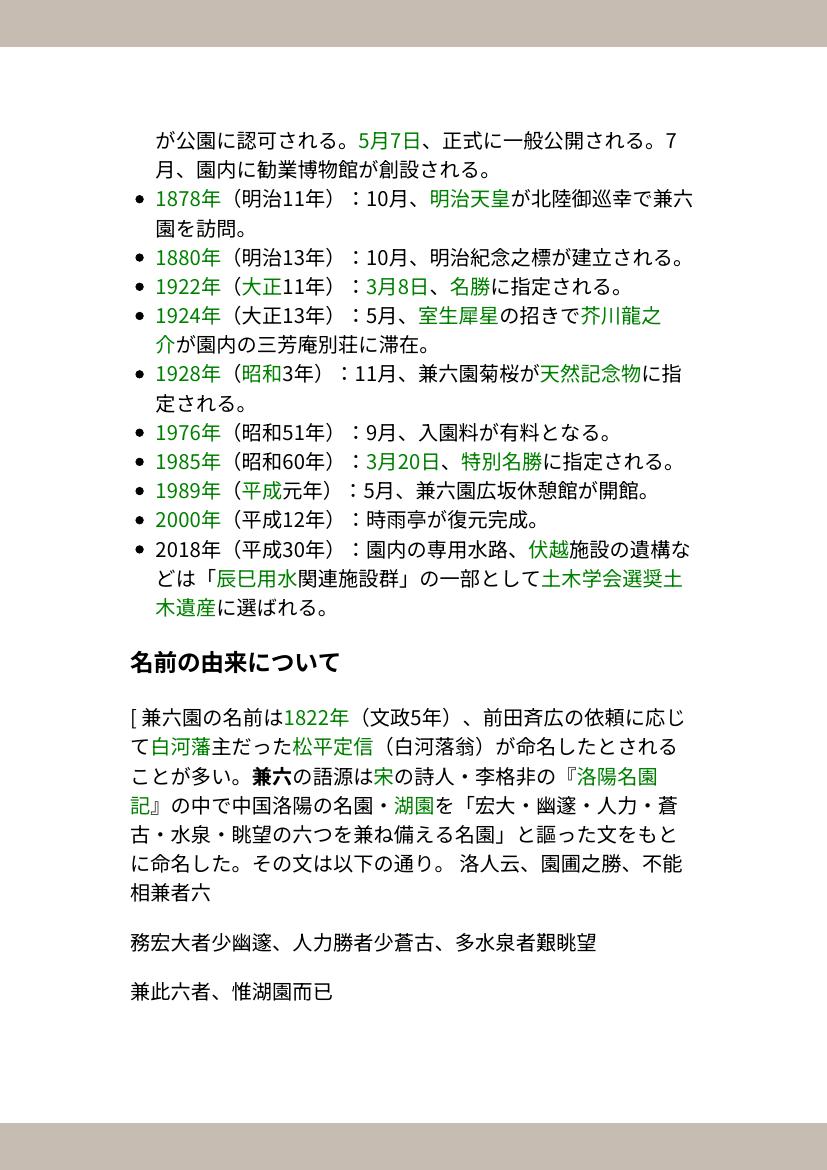 が公園に認可される。5月7日、正式に一般公開される。7
月、園内に勧業博物館が創設される。
• 1878年（明治11年）：10月、明治天皇が北陸御巡幸で兼六
園を訪問。
• 1880年（明治13年）：10月、明治紀念之標が建立される。
• 1922年（大正11年）：3月8日、名勝に指定される。
• 1924年（大正13年）：5月、室生犀星の招きで芥川龍之
介が園内の三芳庵別荘に滞在。
• 1928年（昭和3年）：11月、兼六園菊桜が天然記念物に指
定される。
• 1976年（昭和51年）：9月、入園料が有料となる。
• 1985年（昭和60年）：3月20日、特別名勝に指定される。
• 1989年（平成元年）：5月、兼六園広坂休憩館が開館。
• 2000年（平成12年）：時雨亭が復元完成。
• 2018年（平成30年）：園内の専用水路、伏越施設の遺構な
どは「辰巳用水関連施設群」の一部として土木学会選奨土
木遺産に選ばれる。
名前の由来について
[ 兼六園の名前は1822年（文政5年）、前田斉広の依頼に応じ
て白河藩主だった松平定信（白河落翁）が命名したとされる
ことが多い。兼六の語源は宋の詩人・李格非の『洛陽名園
記』の中で中国洛陽の名園・湖園を「宏大・幽邃・人力・蒼
古・水泉・眺望の六つを兼ね備える名園」と謳った文をもと
に命名した。その文は以下の通り。 洛人云、園圃之勝、不能
相兼者六
務宏大者少幽邃、人力勝者少蒼古、多水泉者艱眺望
兼此六者、惟湖園而已